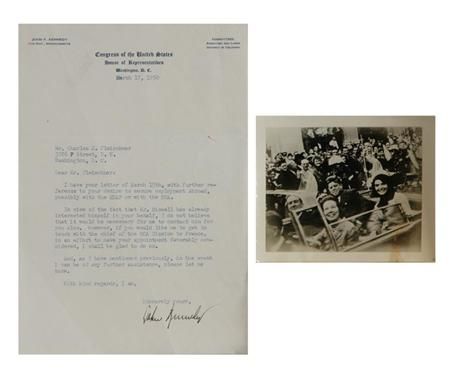 JOHN F. KENNEDY
COMMITTEES:
Congress of the United States
House of Representatives
Washington, D. C.
March 17, 1950
Mr. Charles
Street, N. W.
Washington, D. C.
Dear Mr.
I have your letter of March 15th, with further re-
ference to your desire to secure employment abroad,
possibly with the or with the ECA.
In view of the fact that Mr. has already
interested himself in your behalf, I do not believe
that it would be necessary for me to contact him for
you also. However, if you would like me to get in
touch with the chief of the ECA Mission to France,
in an effort to make your appointment favorably con-
sidered, I shall be glad to do so.
And, as I have mentioned previously, in the event
I can be of any further assistance, please let me
know.
With kind regards, I am,
Sincerely yours,
John Kennedy